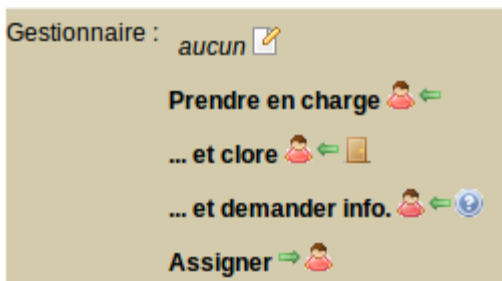 Gestionnaire : aucun
Prendre en charge
... et clore
... et demander info.
Assigner